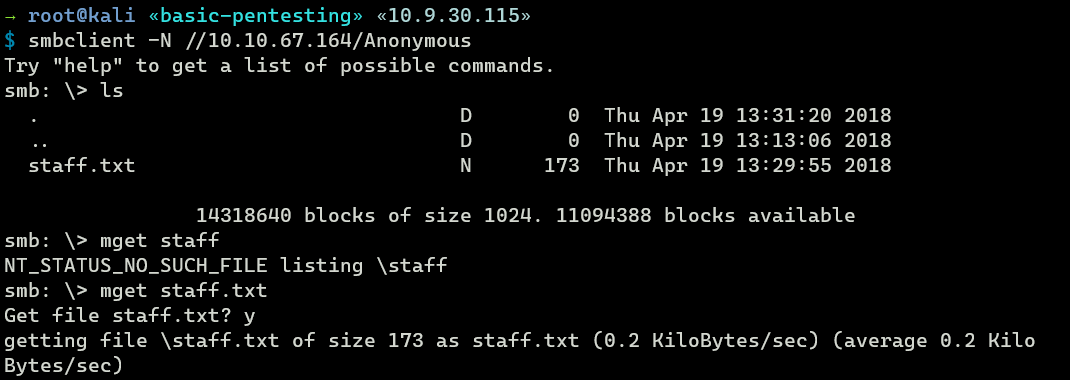 → root@kali «basic-pentesting» «10.9.30.115»
$ smbclient -N //10.10.67.164/Anonymous
Try "help" to get a list of possible commands.
smb: \> ls
  .                                   D        0  Thu Apr 19 13:31:20 2018
  ..                                  D        0  Thu Apr 19 13:13:06 2018
  staff.txt                           N      173  Thu Apr 19 13:29:55 2018

                14318640 blocks of size 1024. 11094388 blocks available
smb: \> mget staff
NT_STATUS_NO_SUCH_FILE listing \staff
smb: \> mget staff.txt
Get file staff.txt? y
getting file \staff.txt of size 173 as staff.txt (0.2 KiloBytes/sec) (average 0.2 Kilo
Bytes/sec)